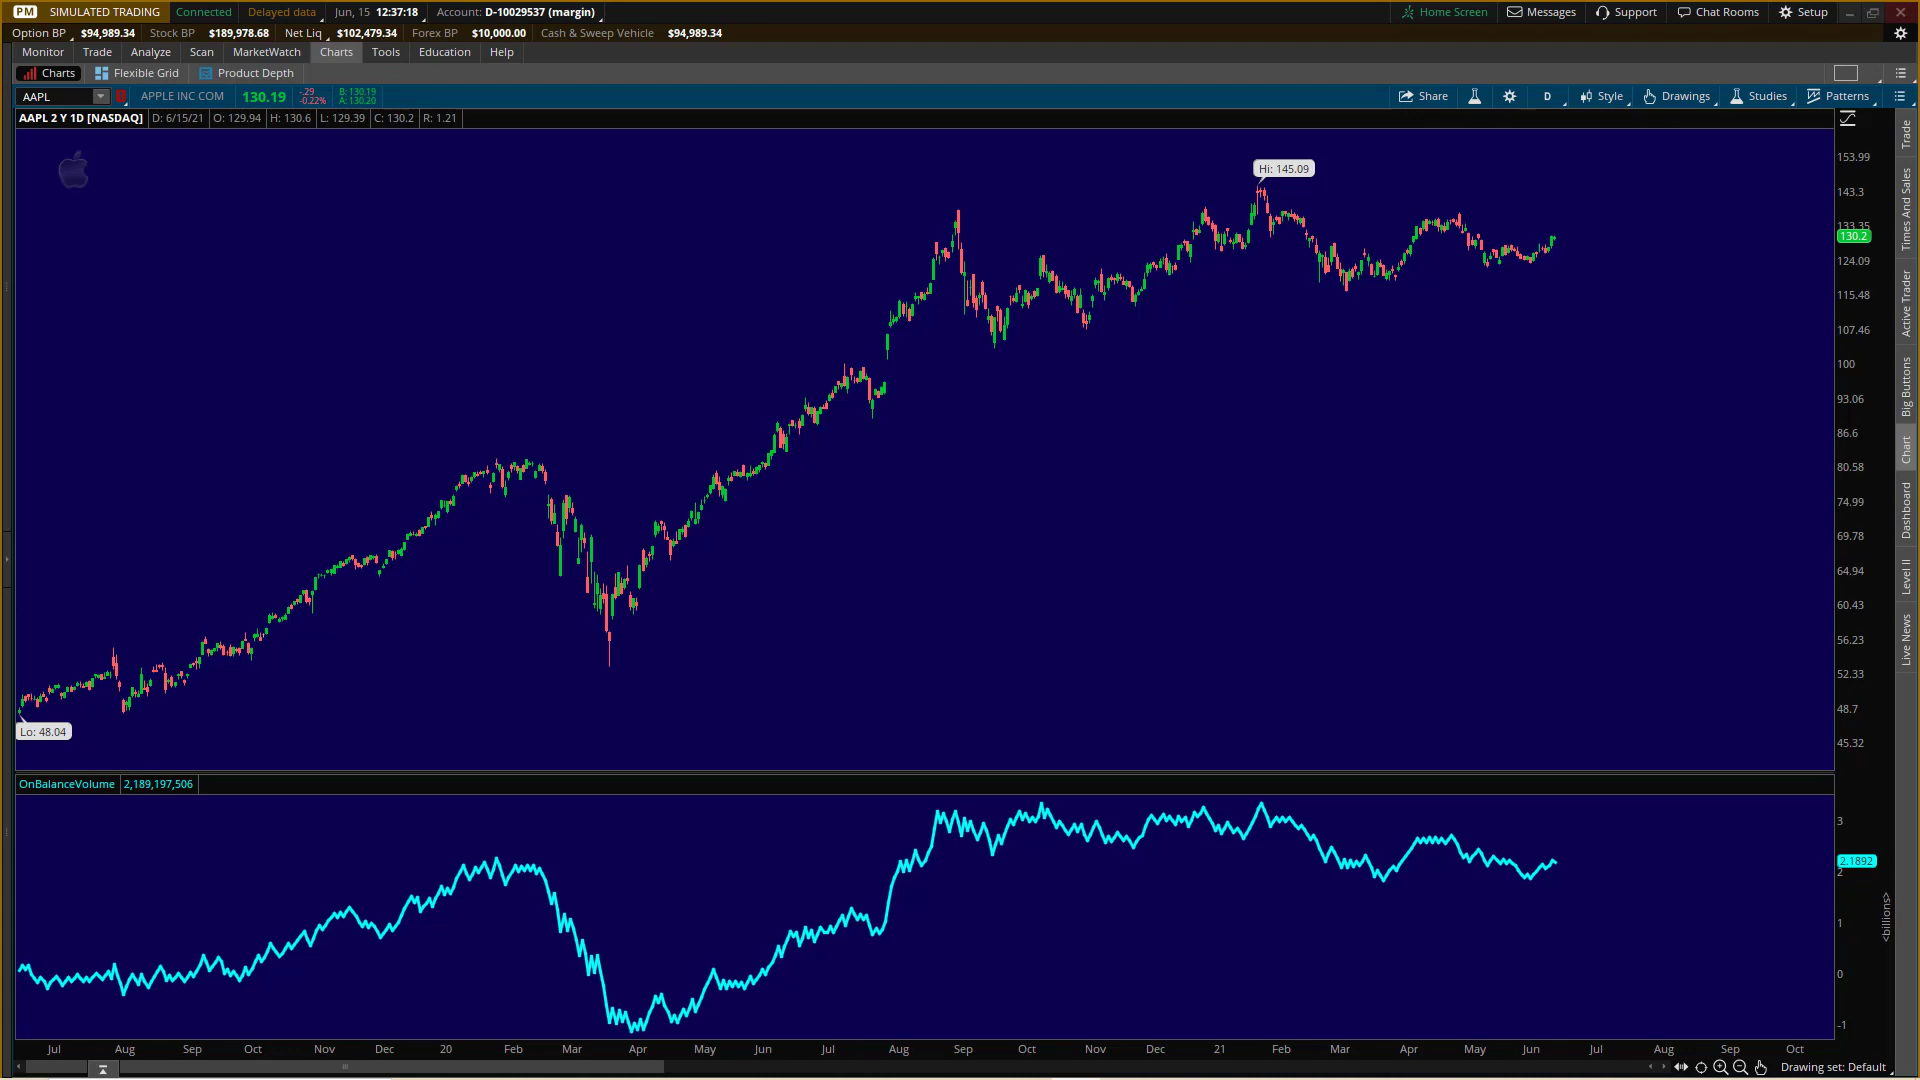 PM SIMULATED TRADING Connected Delayed data Jun, 15 12:37:18 Account: D-10029537 (margin) Home Screen Messages Support Chat Rooms Setup
Option BP $94,989.34 Stock BP $189,978.68 Net Liq $102,479.34 Forex BP $10,000.00 Cash & Sweep Vehicle $94,989.34
Monitor Trade Analyze Scan MarketWatch Charts Tools Education Help
Charts Flexible Grid Product Depth
AAPL APPLE INC COM 130.19 -.29 -0.22% B: 130.19 A: 130.20 Share D Style Drawings Studies Patterns
AAPL 2 Y 1D [NASDAQ] D: 6/15/21 O: 129.94 H: 130.6 L: 129.39 C: 130.2 R: 1.21
Hi: 145.09
Lo: 48.04
153.99
143.3
133.35
130.2
124.09
115.48
107.46
100
93.06
86.6
80.58
74.99
69.78
64.94
60.43
56.23
52.33
48.7
45.32
Trade
Times And Sales
Active Trader
Big Buttons
Chart
Dashboard
Level II
Live News
OnBalanceVolume 2,189,197,506
3
2.1892
2
1
0
-1
<billions>
Jul Aug Sep Oct Nov Dec 20 Feb Mar Apr May Jun Jul Aug Sep Oct Nov Dec 21 Feb Mar Apr May Jun Jul Aug Sep Oct
Drawing set: Default